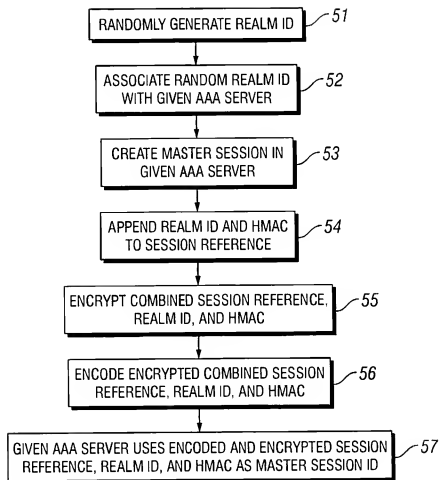 RANDOMLY GENERATE REALM ID
51
ASSOCIATE RANDOM REALM ID
WITH GIVEN AAA SERVER
52
CREATE MASTER SESSION IN
GIVEN AAA SERVER
53
APPEND REALM ID AND HMAC
TO SESSION REFERENCE
54
ENCRYPT COMBINED SESSION REFERENCE,
REALM ID, AND HMAC
55
ENCODE ENCRYPTED COMBINED SESSION
REFERENCE, REALM ID, AND HMAC
56
GIVEN AAA SERVER USES ENCODED AND ENCRYPTED SESSION
REFERENCE, REALM ID, AND HMAC AS MASTER SESSION ID
57